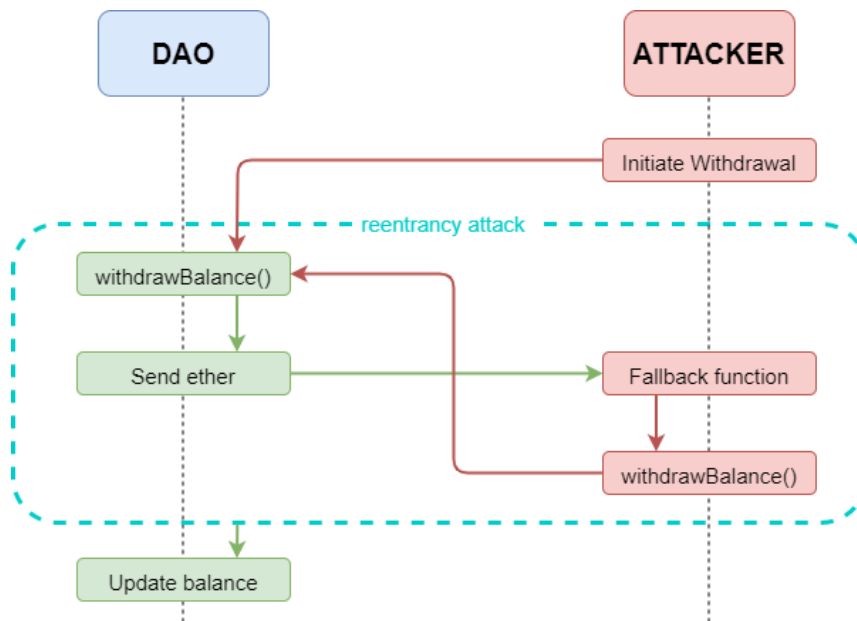 DAO
ATTACKER
Initiate Withdrawal
reentrancy attack
withdrawBalance()
Send ether
Fallback function
withdrawBalance()
Update balance